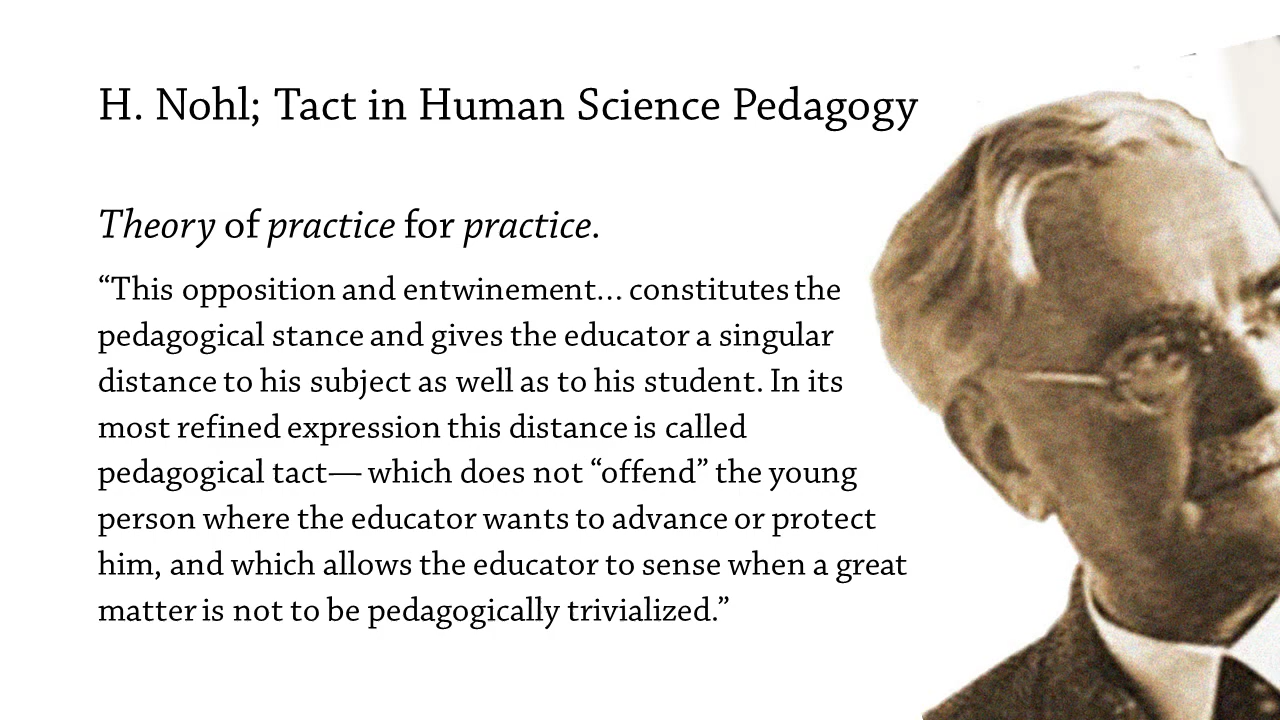 H. Nohl; Tact in Human Science Pedagogy
Theory of practice for practice.
“This opposition and entwinement… constitutes the
pedagogical stance and gives the educator a singular
distance to his subject as well as to his student. In its
most refined expression this distance is called
pedagogical tact— which does not “offend” the young
person where the educator wants to advance or protect
him, and which allows the educator to sense when a great
matter is not to be pedagogically trivialized.”